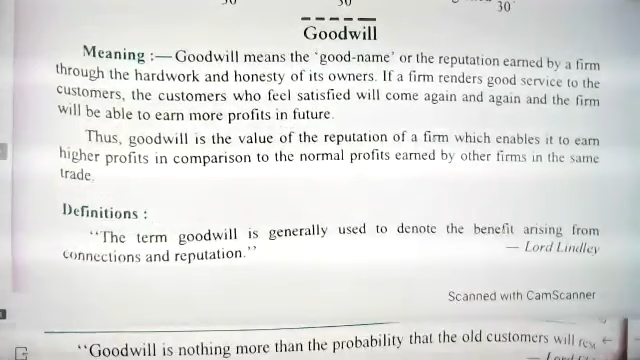 30
Goodwill
Meaning :— Goodwill means the ‘good-name’ or the reputation earned by a firm
through the hardwork and honesty of its owners. If a firm renders good service to the
customers, the customers who feel satisfied will come again and again and the firm
will be able to earn more profits in future.
Thus, goodwill is the value of the reputation of a firm which enables it to earn
higher profits in comparison to the normal profits earned by other firms in the same
trade.
Definitions :
“The term goodwill is generally used to denote the benefit arising from
connections and reputation.” — Lord Lindley
Scanned with CamScanner
“Goodwill is nothing more than the probability that the old customers will